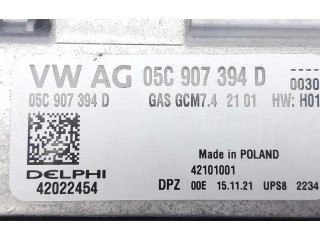 VW AG 05C 907 394 D
05C 907 394 D GAS GCM7.4 21 01 HW: H01
0030
Made in POLAND
DELPHI 42101001
42022454 DPZ 00E 15.11.21 UPS8 2234